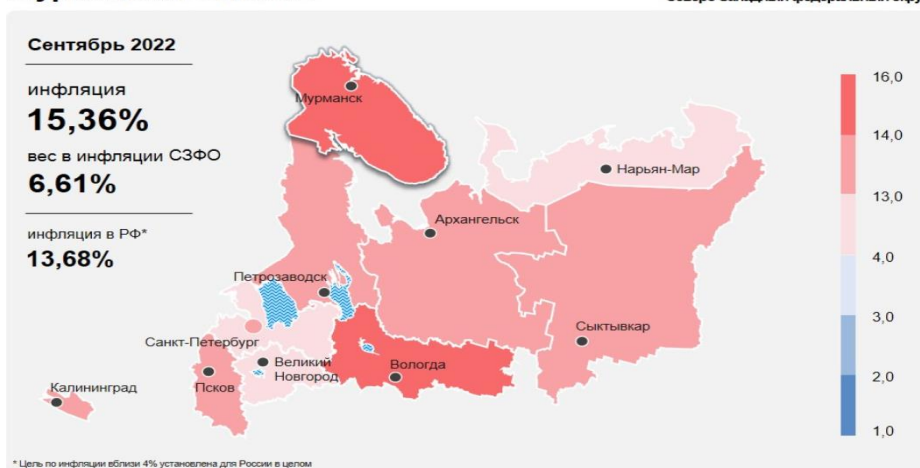 Сентябрь 2022
инфляция
15,36%
вес в инфляции СЗФО
6,61%
инфляция в РФ*
13,68%
Мурманск
Нарьян-Мар
Архангельск
Петрозаводск
Санкт-Петербург
Сыктывкар
Великий
Новгород
Вологда
Калининград
Псков
16,0
14,0
13,0
4,0
3,0
2,0
1,0
* Цель по инфляции вблизи 4% установлена для России в целом